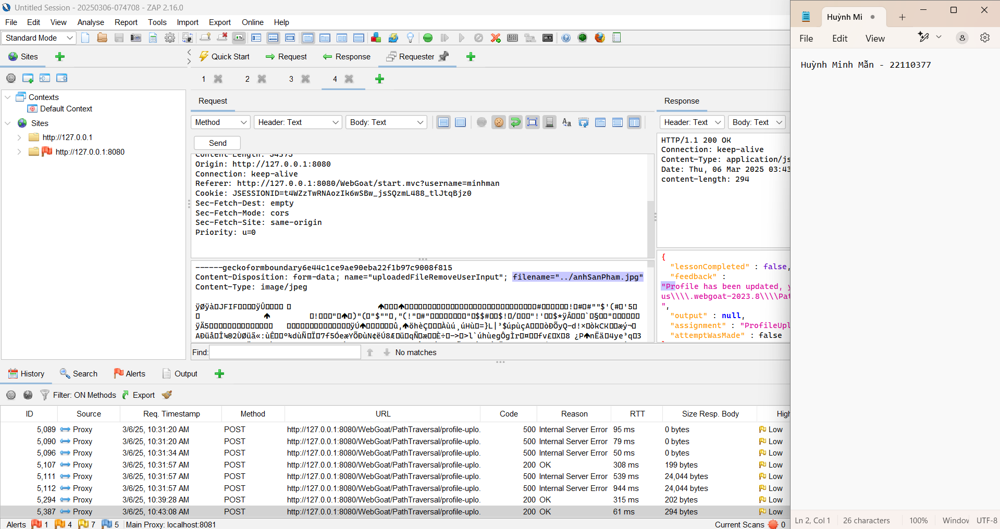 Untitled Session - 20250306-074708 - ZAP 2.16.0
File Edit View Analyse Report Tools Import Export Online Help
Standard Mode
Sites
Quick Start Request Response Requester
1 2 3 4
Contexts
Default Context
Sites
http://127.0.0.1
http://127.0.0.1:8080
Request
Method Header: Text Body: Text
Send
Content-Length: 34573
Origin: http://127.0.0.1:8080
Connection: keep-alive
Referer: http://127.0.0.1:8080/WebGoat/start.mvc?username=minhman
Cookie: JSESSIONID=t4WZzTwRNAozIk6wSBw_jsSQzmL488_tlJtqBjz0
Sec-Fetch-Dest: empty
Sec-Fetch-Mode: cors
Sec-Fetch-Site: same-origin
Priority: u=0
------geckoformboundary6e44c1ce9ae90eba22f1b97c9008f815
Content-Disposition: form-data; name="uploadedFileRemoveUserInput"; filename="../anhSanPham.jpg"
Content-Type: image/jpeg
Find: No matches
Response
Header: Text Body: Text
HTTP/1.1 200 OK
Connection: keep-alive
Content-Type: application/js
Date: Thu, 06 Mar 2025 03:43
content-length: 294
{
"lessonCompleted" : false,
"feedback" :
"Profile has been updated, y
us\\\\.webgoat-2023.8\\\\Pat
",
"output" : null,
"assignment" : "ProfileUpl
"attemptWasMade" : false
History Search Alerts Output
Filter: ON Methods Export
ID Source Req. Timestamp Method URL Code Reason RTT Size Resp. Body High
5,089 Proxy 3/6/25, 10:31:20 AM POST http://127.0.0.1:8080/WebGoat/PathTraversal/profile-uplo. 500 Internal Server Error 95 ms 0 bytes Low
5,090 Proxy 3/6/25, 10:31:20 AM POST http://127.0.0.1:8080/WebGoat/PathTraversal/profile-uplo. 500 Internal Server Error 79 ms 0 bytes Low
5,096 Proxy 3/6/25, 10:31:34 AM POST http://127.0.0.1:8080/WebGoat/PathTraversal/profile-uplo. 500 Internal Server Error 50 ms 0 bytes Low
5,107 Proxy 3/6/25, 10:31:57 AM POST http://127.0.0.1:8080/WebGoat/PathTraversal/profile-uplo. 200 OK 308 ms 199 bytes Low
5,111 Proxy 3/6/25, 10:31:57 AM POST http://127.0.0.1:8080/WebGoat/PathTraversal/profile-uplo. 500 Internal Server Error 539 ms 24,044 bytes Low
5,112 Proxy 3/6/25, 10:31:57 AM POST http://127.0.0.1:8080/WebGoat/PathTraversal/profile-uplo. 500 Internal Server Error 944 ms 24,044 bytes Low
5,294 Proxy 3/6/25, 10:39:28 AM POST http://127.0.0.1:8080/WebGoat/PathTraversal/profile-uplo. 200 OK 315 ms 202 bytes Low
5,387 Proxy 3/6/25, 10:43:08 AM POST http://127.0.0.1:8080/WebGoat/PathTraversal/profile-uplo. 200 OK 61 ms 294 bytes Low
Alerts 1 4 7 5 Main Proxy: localhost:8081 Current Scans 0
Huỳnh Mi
File Edit View
Huỳnh Minh Mẫn - 22110377
Ln 2, Col 1 26 characters 100% Window UTF-8